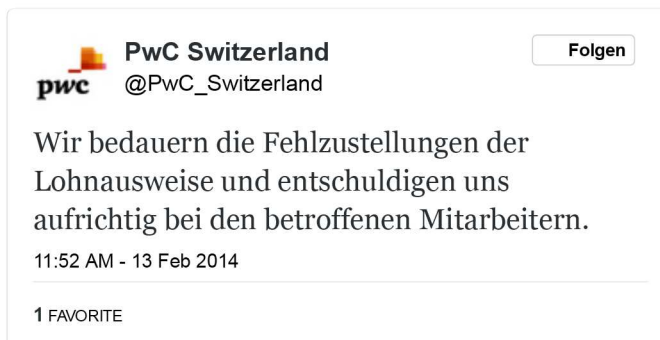 PwC Switzerland
Folgen
pwc
@PwC_Switzerland
Wir bedauern die Fehlzustellungen der
Lohnausweise und entschuldigen uns
aufrichtig bei den betroffenen Mitarbeitern.
11:52 AM - 13 Feb 2014
1 FAVORITE